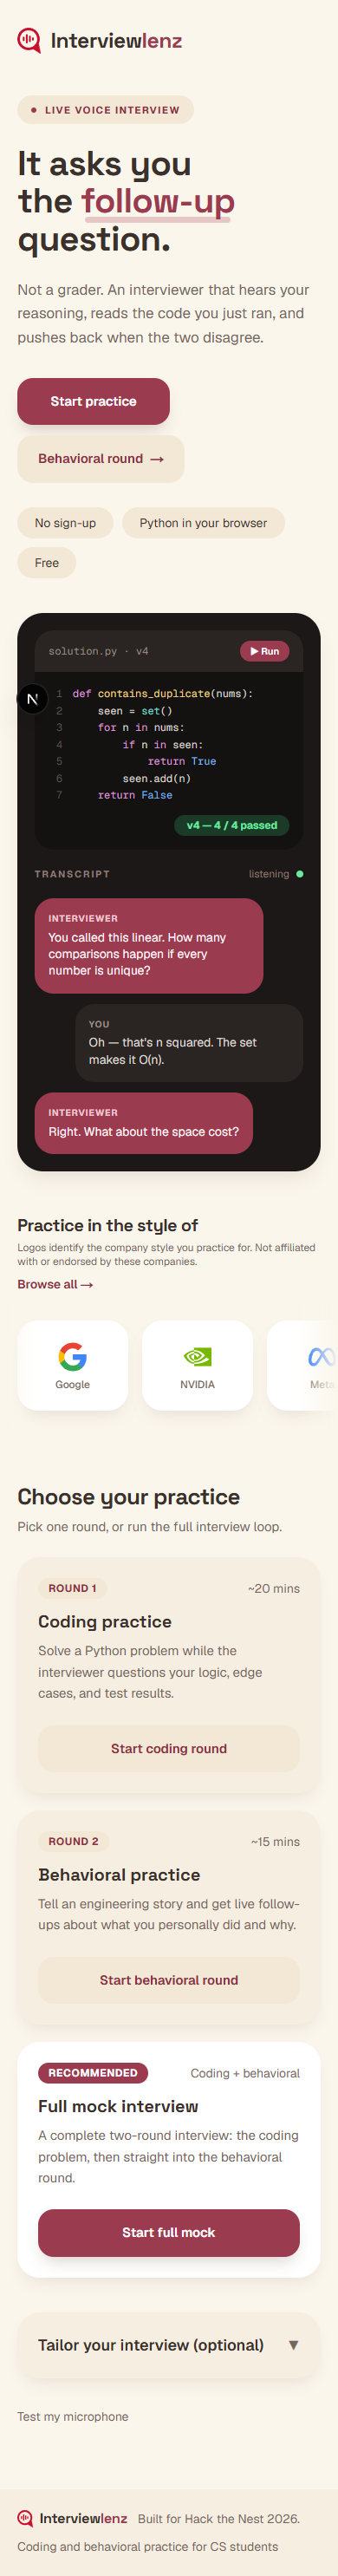 Interviewlenz
LIVE VOICE INTERVIEW
It asks you
the follow-up
question.
Not a grader. An interviewer that hears your
reasoning, reads the code you just ran, and
pushes back when the two disagree.
Start practice
Behavioral round →
No sign-up
Python in your browser
Free
solution.py · v4
▶ Run
N
1 def contains_duplicate(nums):
2     seen = set()
3     for n in nums:
4         if n in seen:
5             return True
6         seen.add(n)
7     return False
v4 — 4 / 4 passed
TRANSCRIPT
listening
INTERVIEWER
You called this linear. How many
comparisons happen if every
number is unique?
YOU
Oh — that's n squared. The set
makes it O(n).
INTERVIEWER
Right. What about the space cost?
Practice in the style of
Logos identify the company style you practice for. Not affiliated
with or endorsed by these companies.
Browse all →
Google
NVIDIA
Meta
Choose your practice
Pick one round, or run the full interview loop.
ROUND 1
~20 mins
Coding practice
Solve a Python problem while the
interviewer questions your logic, edge
cases, and test results.
Start coding round
ROUND 2
~15 mins
Behavioral practice
Tell an engineering story and get live follow-
ups about what you personally did and why.
Start behavioral round
RECOMMENDED
Coding + behavioral
Full mock interview
A complete two-round interview: the coding
problem, then straight into the behavioral
round.
Start full mock
Tailor your interview (optional) ▼
Test my microphone
Interviewlenz Built for Hack the Nest 2026.
Coding and behavioral practice for CS students